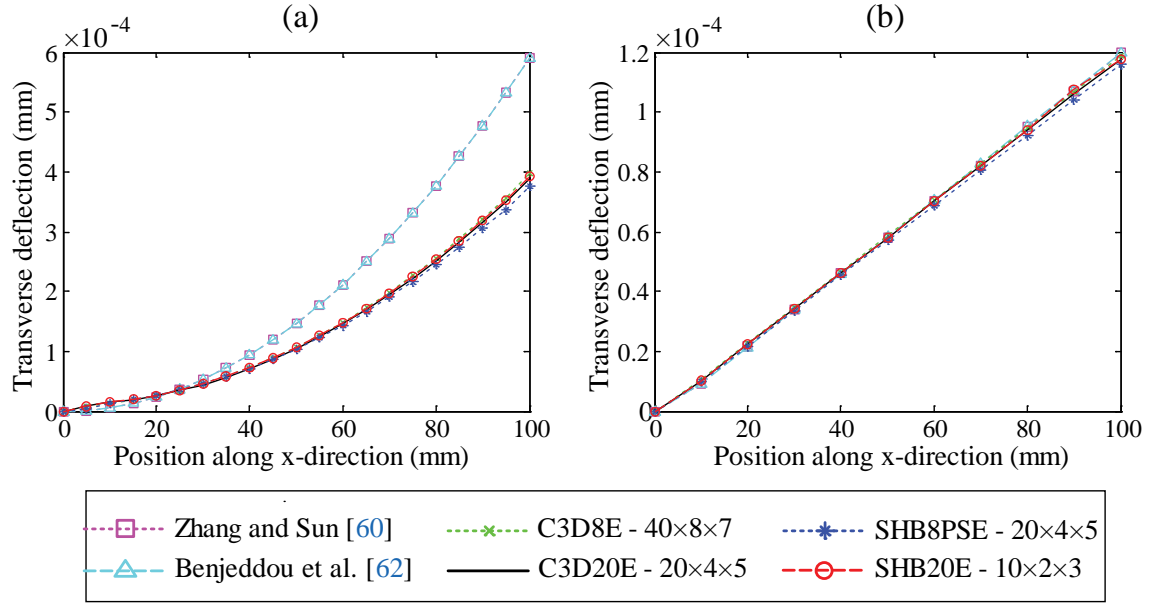 (a)
×10⁻⁴
6
5
4
3
2
1
0
0 20 40 60 80 100
Transverse deflection (mm)
Position along x-direction (mm)
(b)
×10⁻⁴
1.2
1
0.8
0.6
0.4
0.2
0
0 20 40 60 80 100
Transverse deflection (mm)
Position along x-direction (mm)
Zhang and Sun [60]
C3D8E - 40×8×7
SHB8PSE - 20×4×5
Benjeddou et al. [62]
C3D20E - 20×4×5
SHB20E - 10×2×3